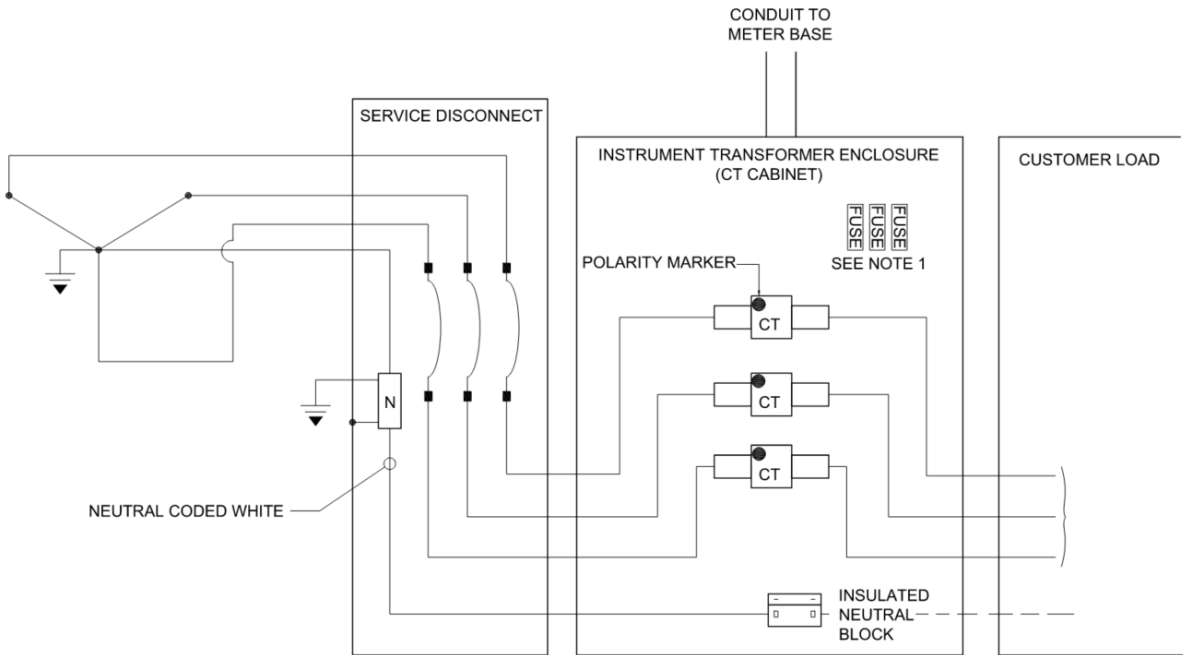 CONDUIT TO
METER BASE
SERVICE DISCONNECT
INSTRUMENT TRANSFORMER ENCLOSURE
(CT CABINET)
CUSTOMER LOAD
FUSE
FUSE
FUSE
SEE NOTE 1
POLARITY MARKER
CT
CT
N
CT
NEUTRAL CODED WHITE
INSULATED
NEUTRAL
BLOCK